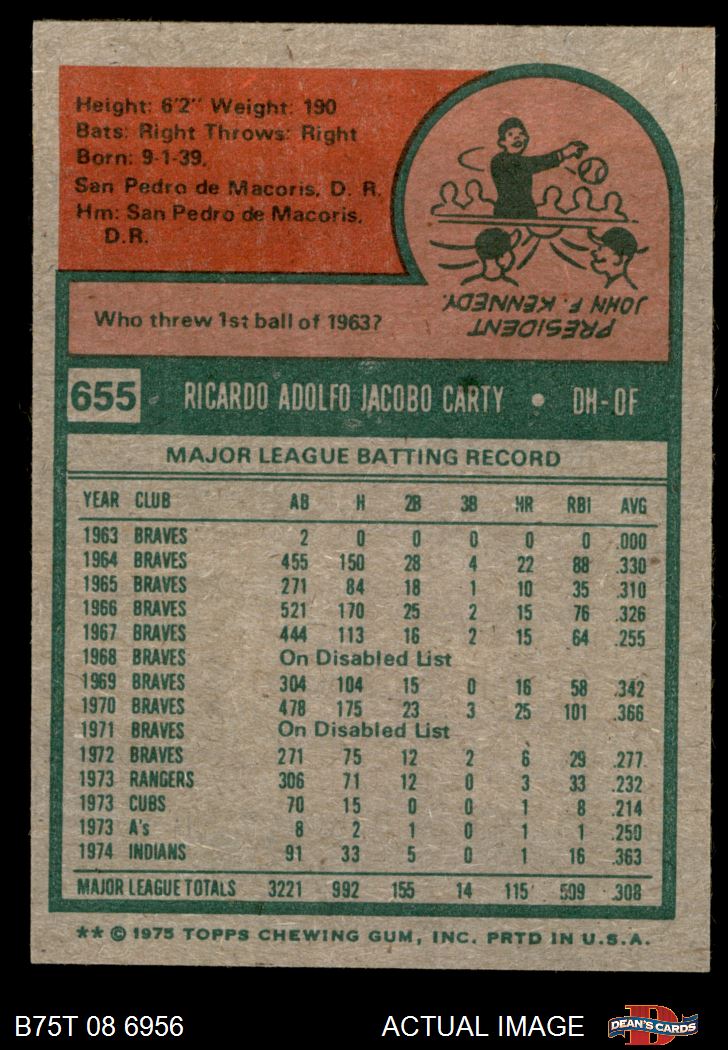 Height: 6'2" Weight: 190
Bats: Right Throws: Right
Born: 9-1-39,
San Pedro de Macoris, D. R.
Hm: San Pedro de Macoris,
D.R.
Who threw 1st ball of 1963?
PRESIDENT
JOHN F. KENNEDY.
655 RICARDO ADOLFO JACOBO CARTY • DH-OF
MAJOR LEAGUE BATTING RECORD
YEAR CLUB AB H 2B 3B HR RBI AVG
1963 BRAVES 2 0 0 0 0 0 .000
1964 BRAVES 455 150 28 4 22 88 .330
1965 BRAVES 271 84 18 1 10 35 .310
1966 BRAVES 521 170 25 2 15 76 .326
1967 BRAVES 444 113 16 2 15 64 .255
1968 BRAVES On Disabled List
1969 BRAVES 304 104 15 0 16 58 .342
1970 BRAVES 478 175 23 3 25 101 .366
1971 BRAVES On Disabled List
1972 BRAVES 271 75 12 2 6 29 .277
1973 RANGERS 306 71 12 0 3 33 .232
1973 CUBS 70 15 0 0 1 8 .214
1973 A's 8 2 1 0 1 1 .250
1974 INDIANS 91 33 5 0 1 16 .363
MAJOR LEAGUE TOTALS 3221 992 155 14 115 509 .308
** © 1975 TOPPS CHEWING GUM, INC. PRTD IN U.S.A.
B75T 08 6956 ACTUAL IMAGE DEAN'S CARDS